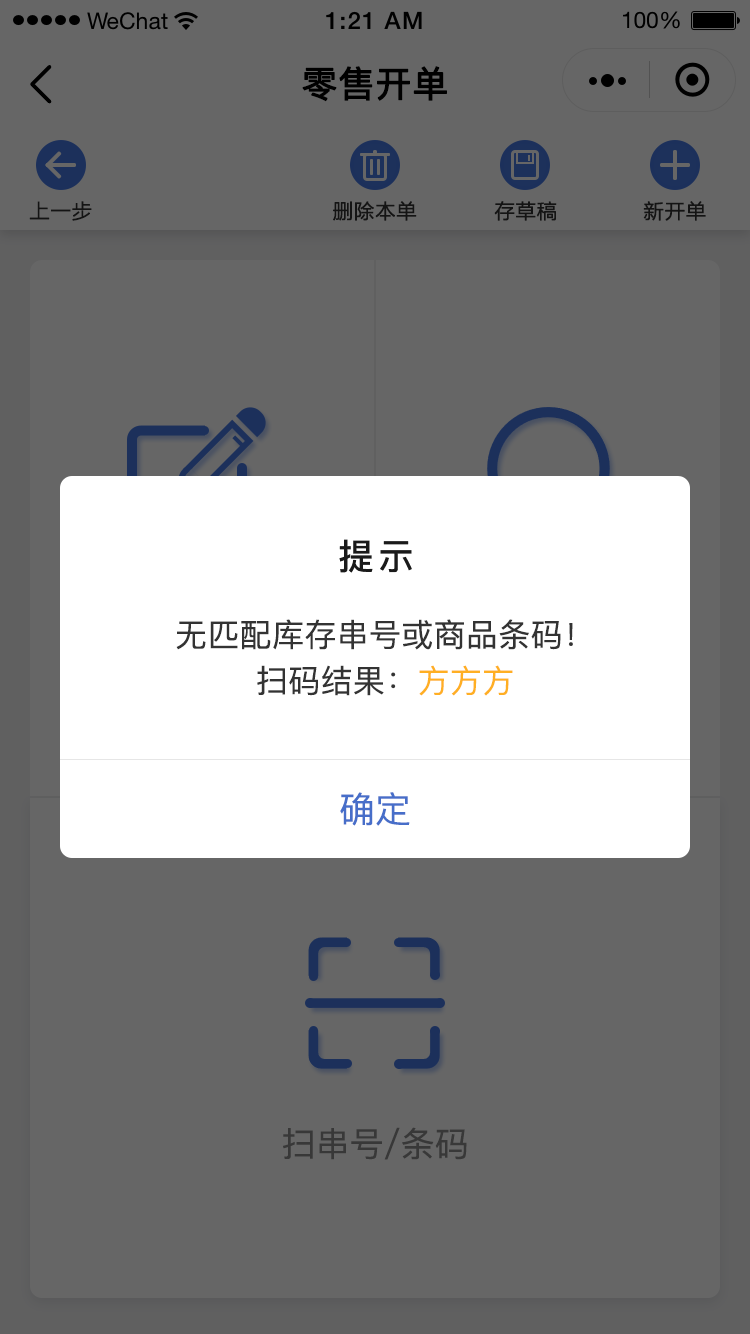 WeChat
1:21 AM
100%
零售开单
上一步
删除本单
存草稿
新开单
提示
无匹配库存串号或商品条码！
扫码结果：方方方
确定
扫串号/条码